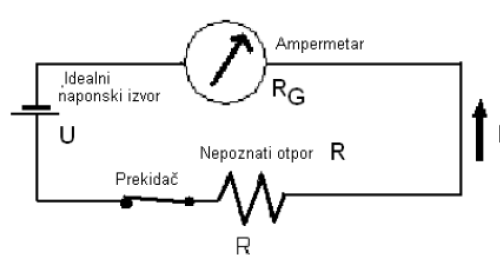 Ampermetar
Idealni
naponski izvor
R_G
U
Nepoznati otpor R
Prekidač
R